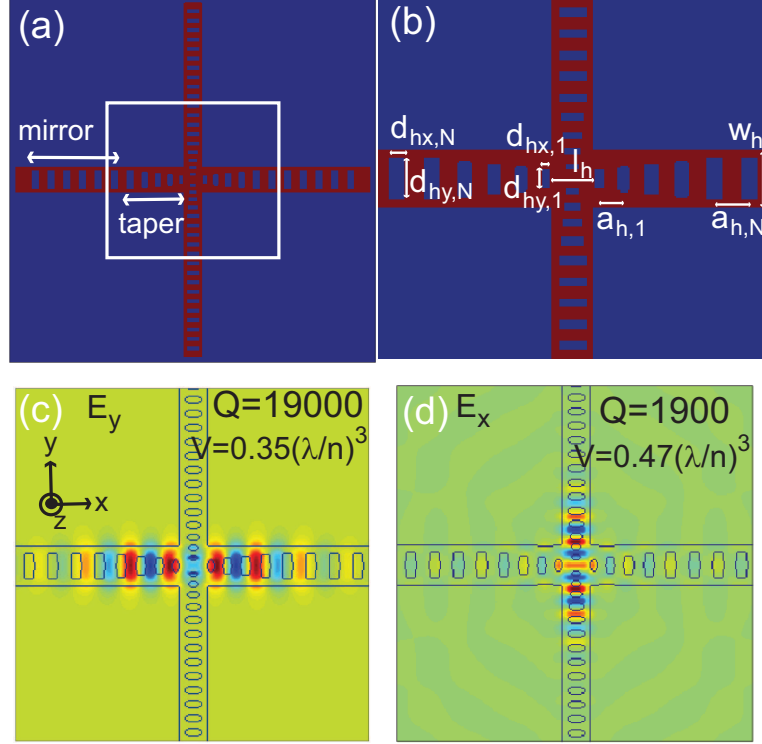 (a)
mirror
taper
(b)
d_hx,N
d_hy,N
d_hx,1
d_hy,1
l_h
w_h
a_h,1
a_h,N
(c)
E_y
Q=19000
V=0.35(λ/n)^3
y
x
z
(d)
E_x
Q=1900
V=0.47(λ/n)^3